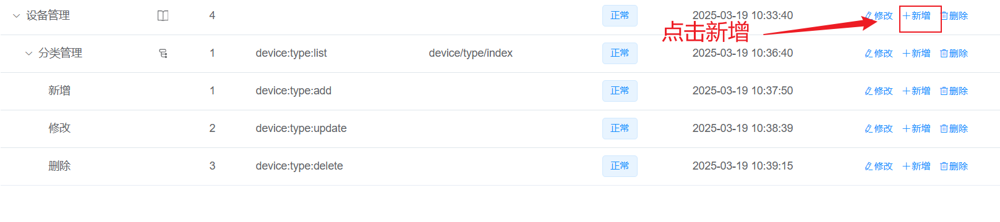 设备管理 4 正常 2025-03-19 10:33:40 修改 新增 删除
点击新增
分类管理 1 device:type:list device/type/index 正常 2025-03-19 10:36:40 修改 新增 删除
新增 1 device:type:add 正常 2025-03-19 10:37:50 修改 新增 删除
修改 2 device:type:update 正常 2025-03-19 10:38:39 修改 新增 删除
删除 3 device:type:delete 正常 2025-03-19 10:39:15 修改 新增 删除